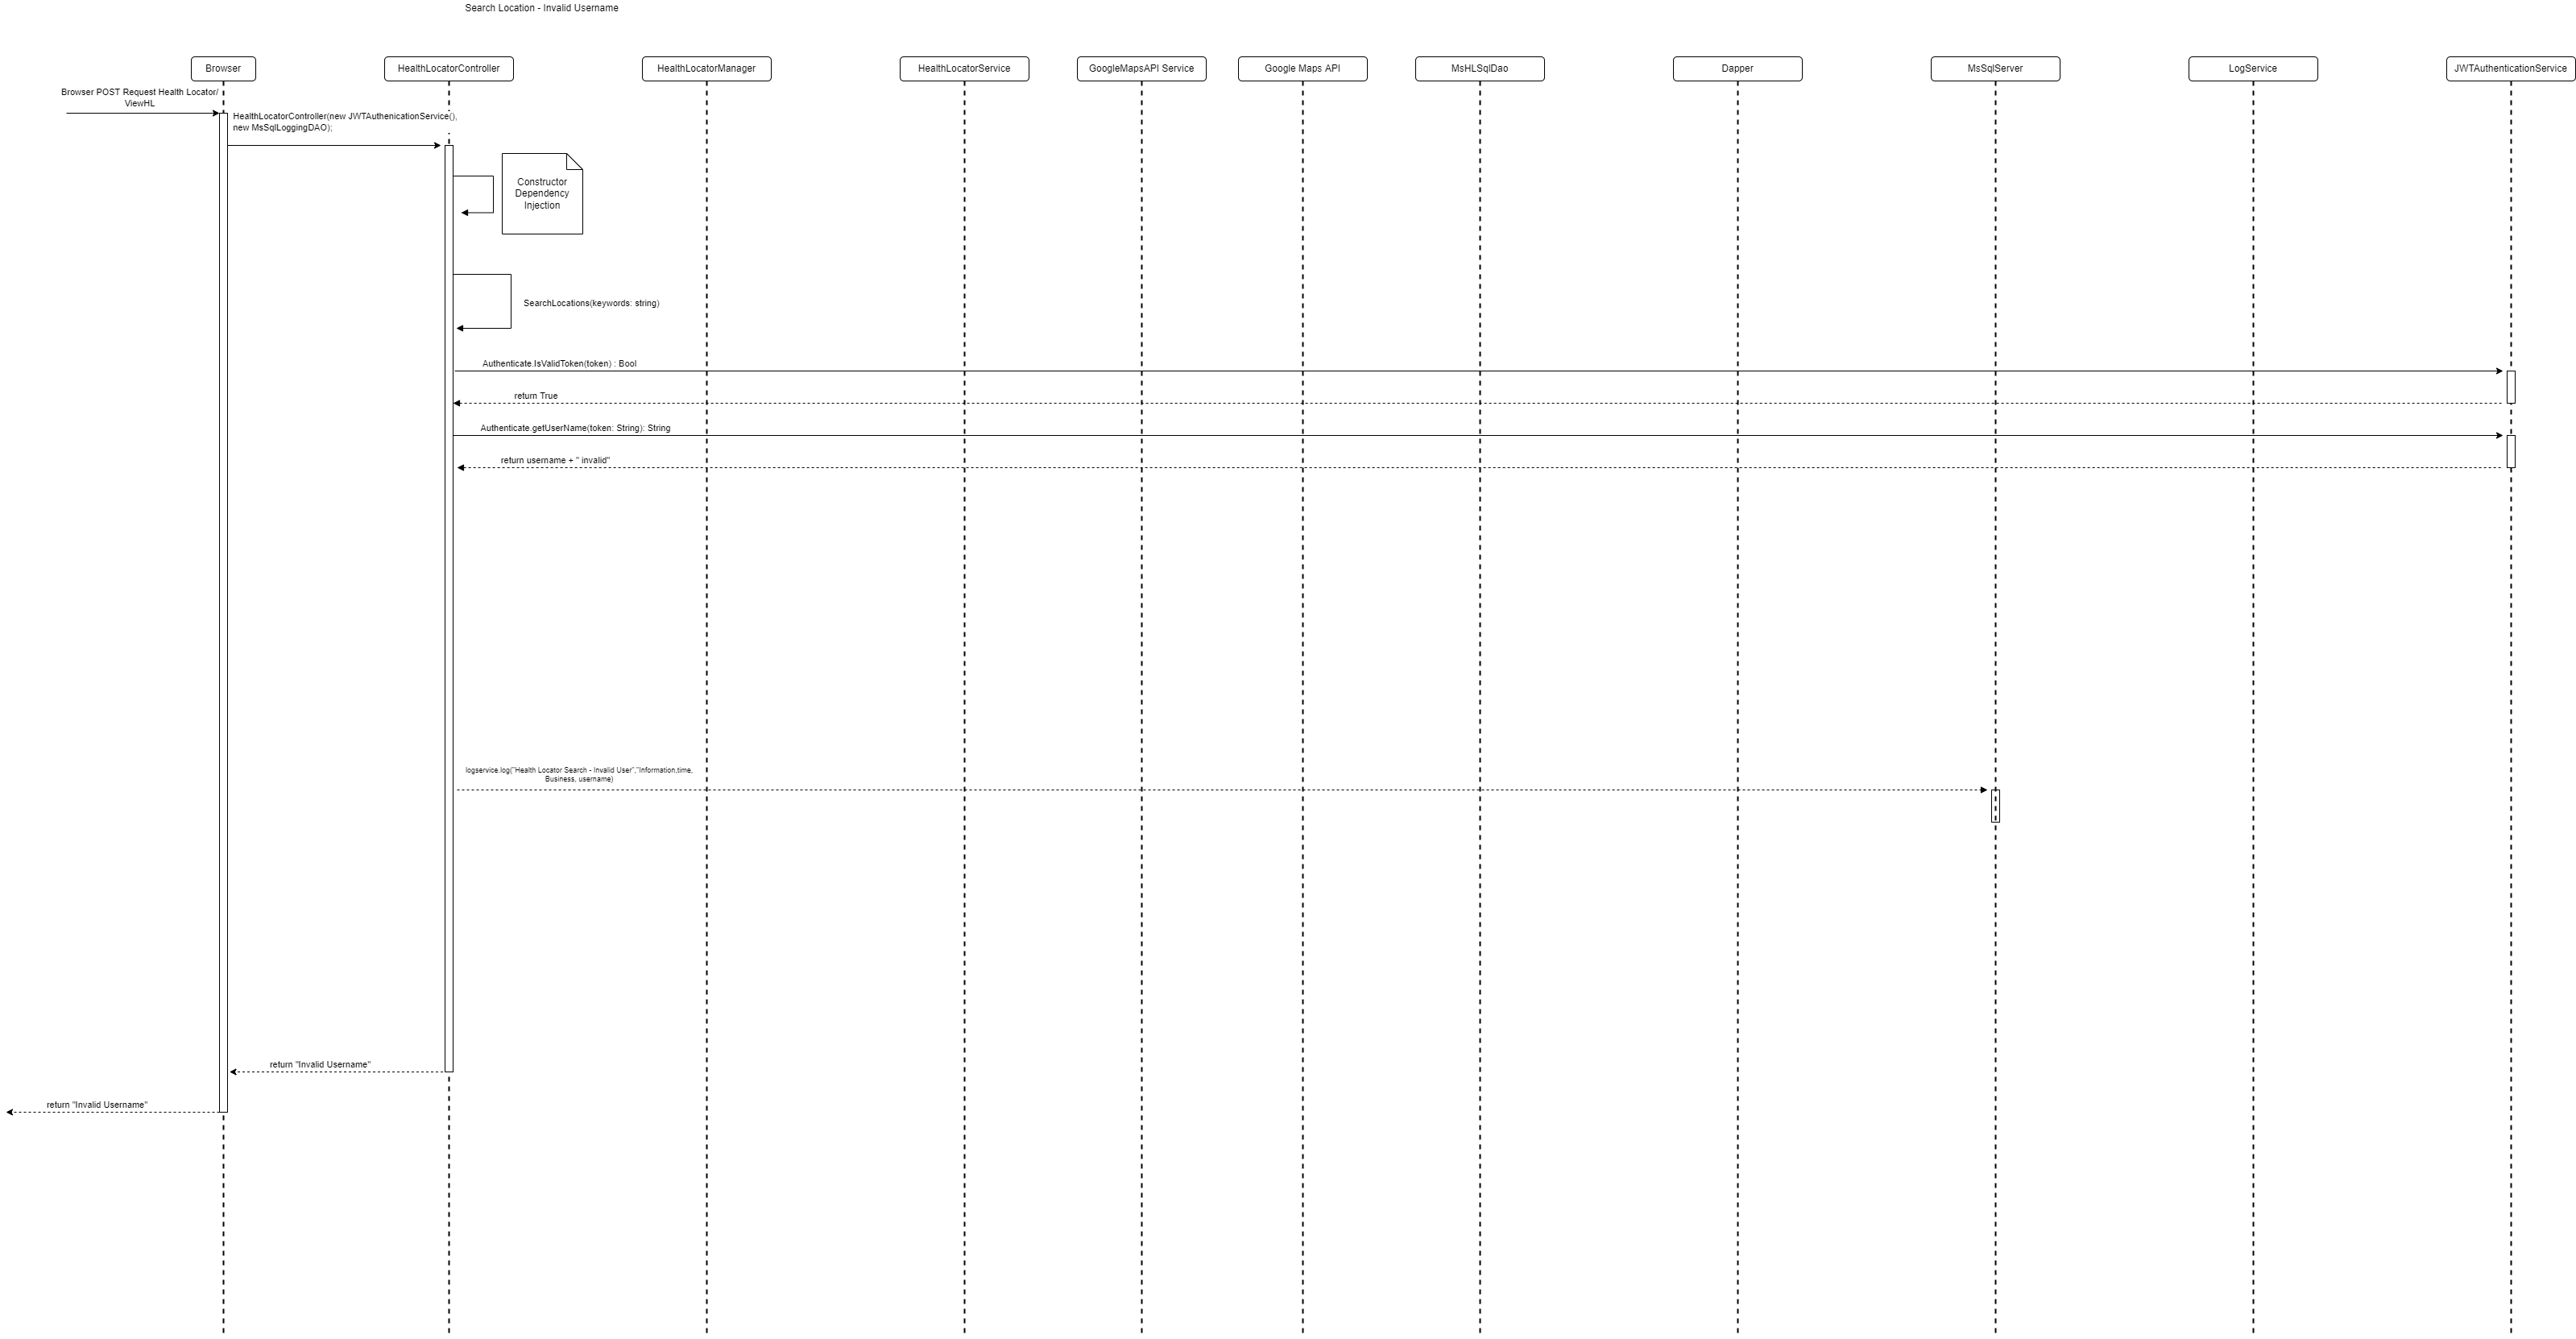 Search Location - Invalid Username
Browser
HealthLocatorController
HealthLocatorManager
HealthLocatorService
GoogleMapsAPI Service
Google Maps API
MsHLSqlDao
Dapper
MsSqlServer
LogService
JWTAuthenticationService
Browser POST Request Health Locator/
ViewHL
HealthLocatorController(new JWTAuthenicationService(),
new MsSqlLoggingDAO);
Constructor
Dependency
Injection
SearchLocations(keywords: string)
Authenticate.IsValidToken(token) : Bool
return True
Authenticate.getUserName(token: String): String
return username + " invalid"
logservice.log("Health Locator Search - Invalid User","Information,time,
Business, username)
return "Invalid Username"
return "Invalid Username"